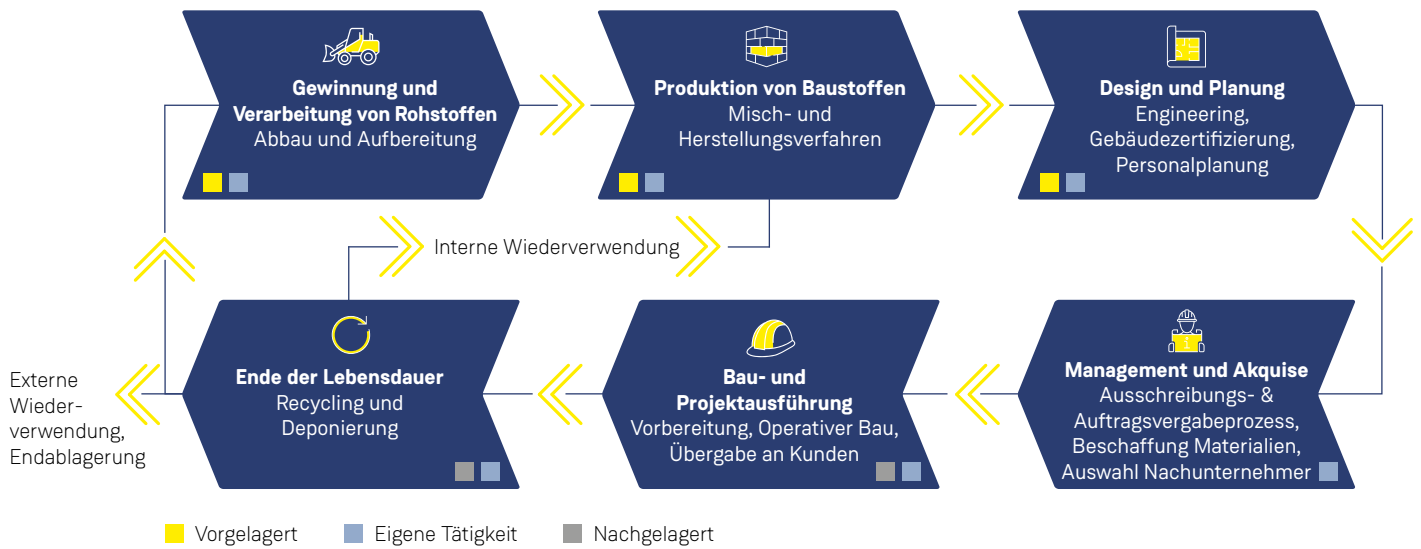 Gewinnung und
Verarbeitung von Rohstoffen
Abbau und Aufbereitung
Produktion von Baustoffen
Misch- und
Herstellungsverfahren
Design und Planung
Engineering,
Gebäudezertifizierung,
Personalplanung
Interne Wiederverwendung
Management und Akquise
Ausschreibungs- &
Auftragsvergabeprozess,
Beschaffung Materialien,
Auswahl Nachunternehmer
Bau- und
Projektausführung
Vorbereitung, Operativer Bau,
Übergabe an Kunden
Ende der Lebensdauer
Recycling und
Deponierung
Externe
Wieder-
verwendung,
Endablagerung
Vorgelagert
Eigene Tätigkeit
Nachgelagert